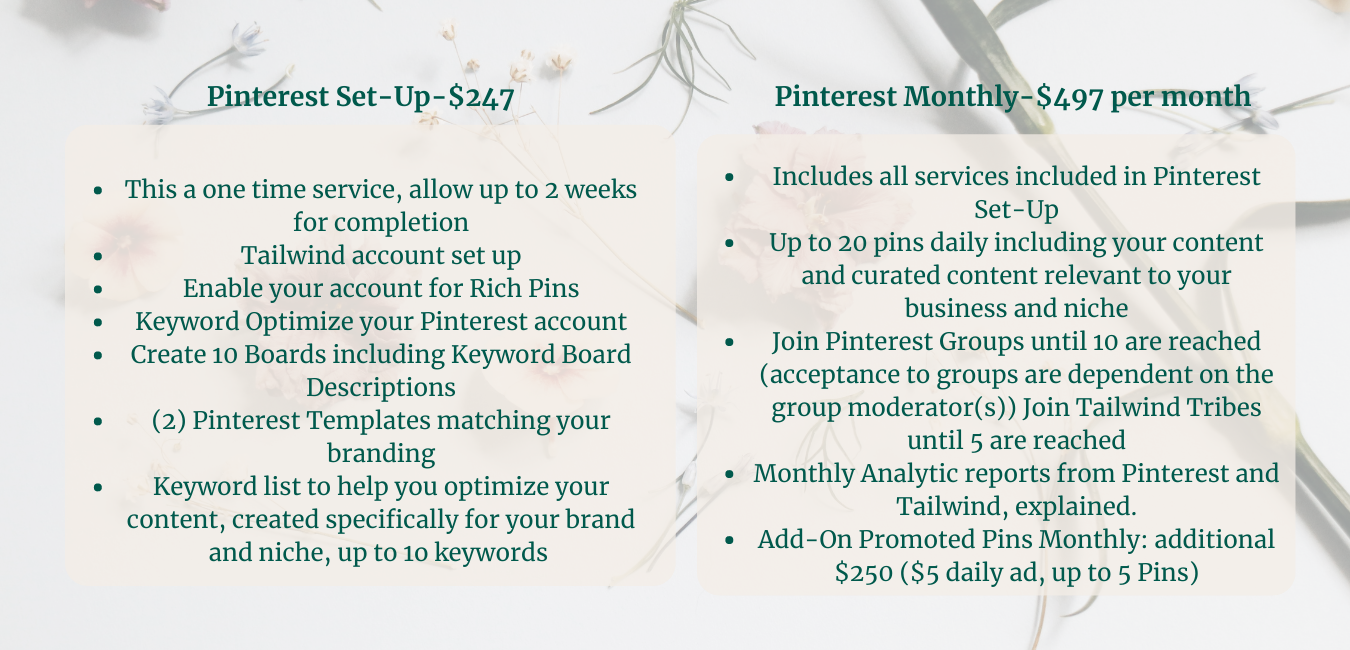 Pinterest Set-Up-$247
• This a one time service, allow up to 2 weeks
for completion
• Tailwind account set up
• Enable your account for Rich Pins
• Keyword Optimize your Pinterest account
• Create 10 Boards including Keyword Board
Descriptions
• (2) Pinterest Templates matching your
branding
• Keyword list to help you optimize your
content, created specifically for your brand
and niche, up to 10 keywords
Pinterest Monthly-$497 per month
• Includes all services included in Pinterest
Set-Up
• Up to 20 pins daily including your content
and curated content relevant to your
business and niche
• Join Pinterest Groups until 10 are reached
(acceptance to groups are dependent on the
group moderator(s)) Join Tailwind Tribes
until 5 are reached
• Monthly Analytic reports from Pinterest and
Tailwind, explained.
• Add-On Promoted Pins Monthly: additional
$250 ($5 daily ad, up to 5 Pins)